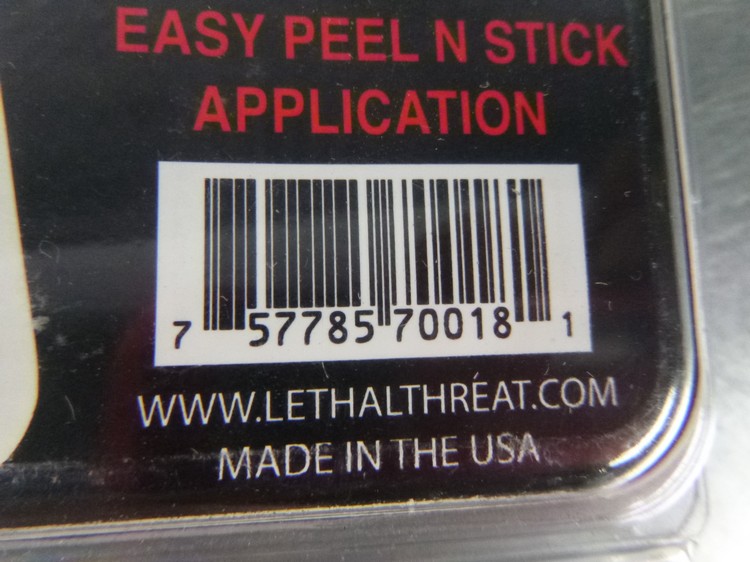 EASY PEEL N STICK
APPLICATION
7 57785 70018 1
WWW.LETHALTHREAT.COM
MADE IN THE USA